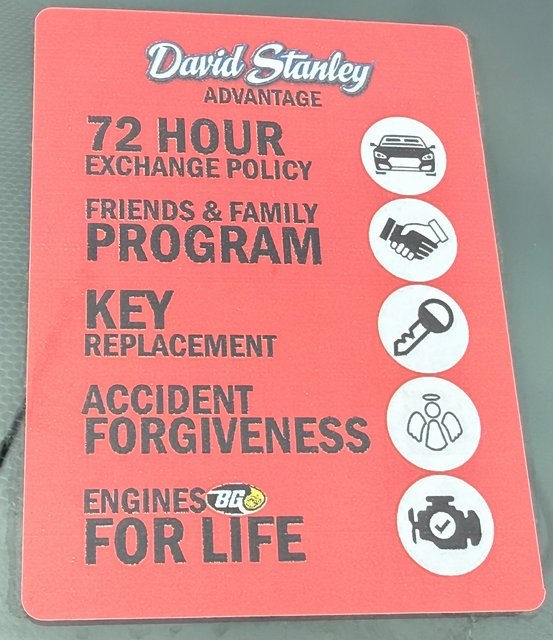 David Stanley
ADVANTAGE
72 HOUR
EXCHANGE POLICY
FRIENDS & FAMILY
PROGRAM
KEY
REPLACEMENT
ACCIDENT
FORGIVENESS
ENGINES BG
FOR LIFE